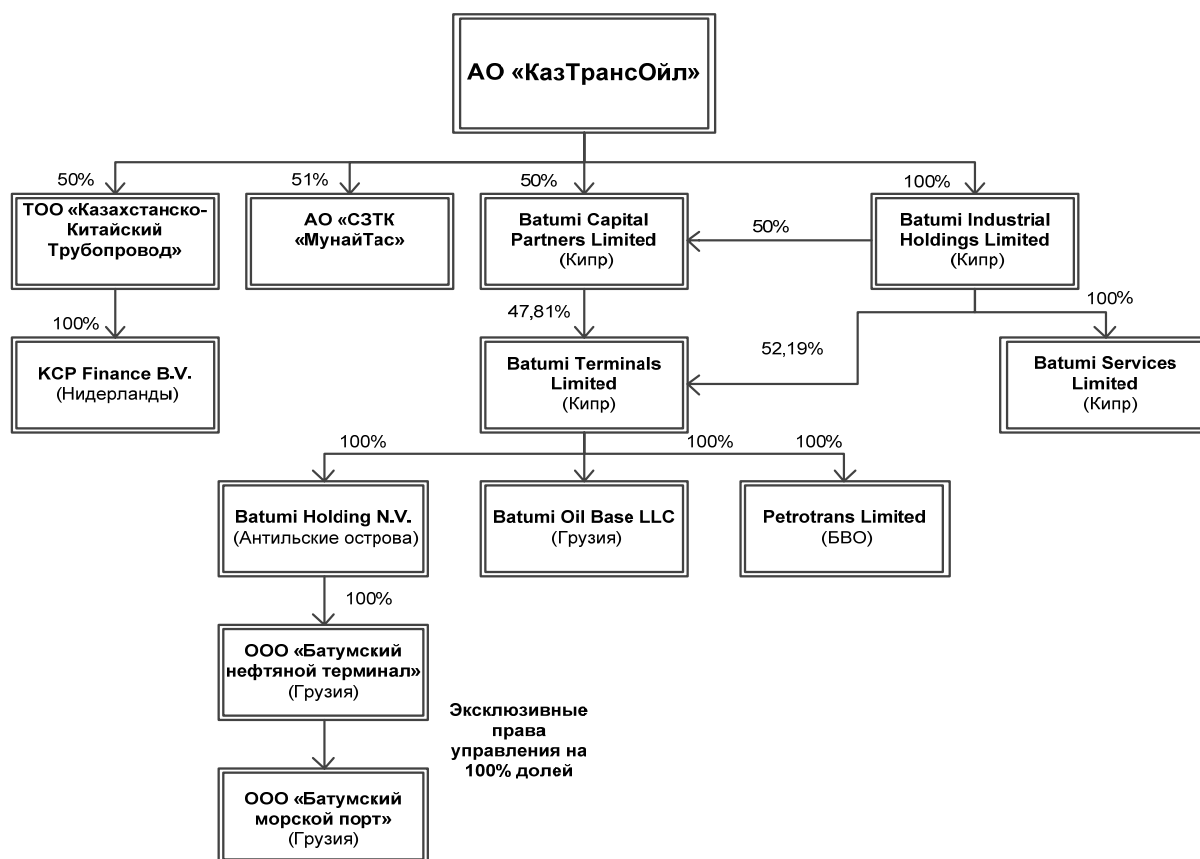 АО «КазТрансОйл»
50%
51%
50%
100%
ТОО «Казахстанско-
Китайский
Трубопровод»
АО «СЗТК
«МунайТас»
Batumi Capital
Partners Limited
(Кипр)
50%
Batumi Industrial
Holdings Limited
(Кипр)
100%
47,81%
52,19%
100%
KCP Finance B.V.
(Нидерланды)
Batumi Terminals
Limited
(Кипр)
Batumi Services
Limited
(Кипр)
100%
100%
100%
Batumi Holding N.V.
(Антильские острова)
Batumi Oil Base LLC
(Грузия)
Petrotrans Limited
(БВО)
100%
ООО «Батумский
нефтяной терминал»
(Грузия)
Эксклюзивные
права
управления на
100% долей
ООО «Батумский
морской порт»
(Грузия)